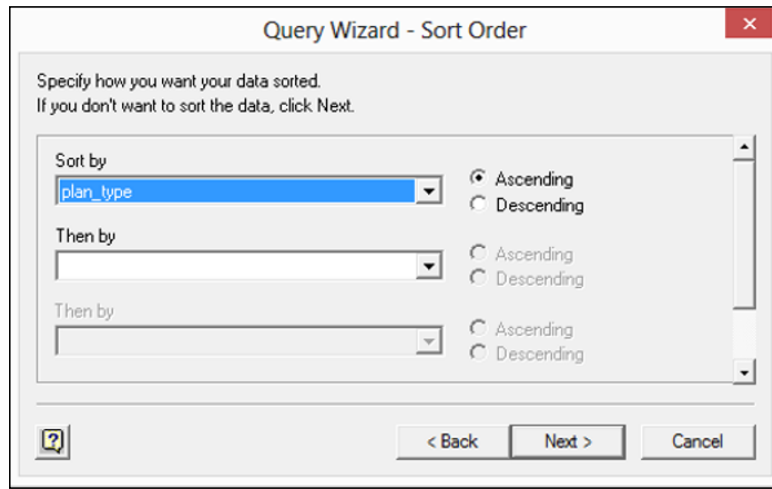 Query Wizard - Sort Order
Specify how you want your data sorted.
If you don't want to sort the data, click Next.
Sort by
plan_type
Ascending
Descending
Then by
Ascending
Descending
Then by
Ascending
Descending
< Back
Next >
Cancel